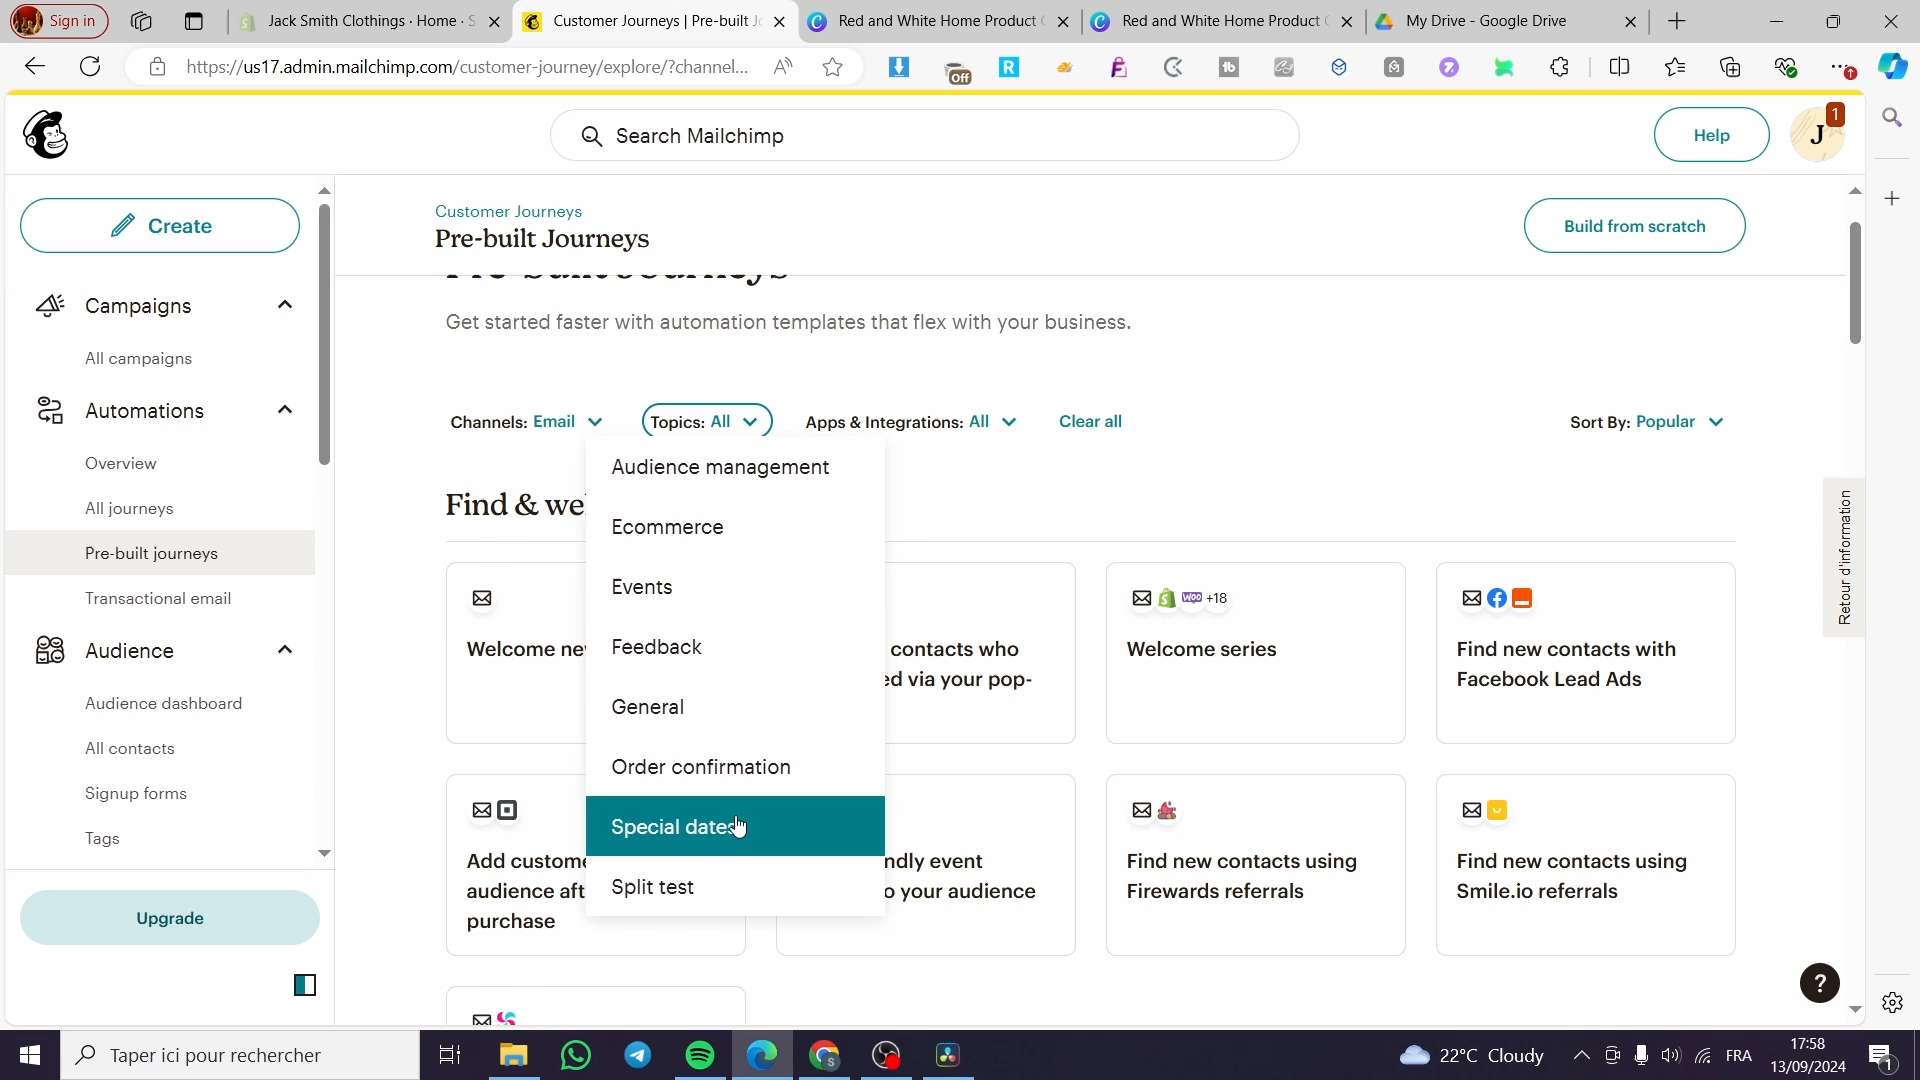 Sign in
Jack Smith Clothings · Home · S
Customer Journeys | Pre-built Jo
Red and White Home Product C
Red and White Home Product C
My Drive - Google Drive
https://us17.admin.mailchimp.com/customer-journey/explore/?channel...
Off
Search Mailchimp
Help
J
1
Create
Customer Journeys
Pre-built Journeys
Build from scratch
Pre-built Journeys
Get started faster with automation templates that flex with your business.
Campaigns
All campaigns
Automations
Overview
All journeys
Pre-built journeys
Transactional email
Audience
Audience dashboard
All contacts
Signup forms
Tags
Upgrade
Channels: Email
Topics: All
Apps & Integrations: All
Clear all
Sort By: Popular
Audience management
Ecommerce
Events
Feedback
General
Order confirmation
Special dates
Split test
Find & we
Welcome ne
contacts who
ed via your pop-
+18
Welcome series
Find new contacts with
Facebook Lead Ads
Add custome
audience aft
purchase
ndly event
o your audience
Find new contacts using
Firewards referrals
Find new contacts using
Smile.io referrals
Retour d'information
?
Taper ici pour rechercher
22°C Cloudy
FRA
17:58
13/09/2024
1